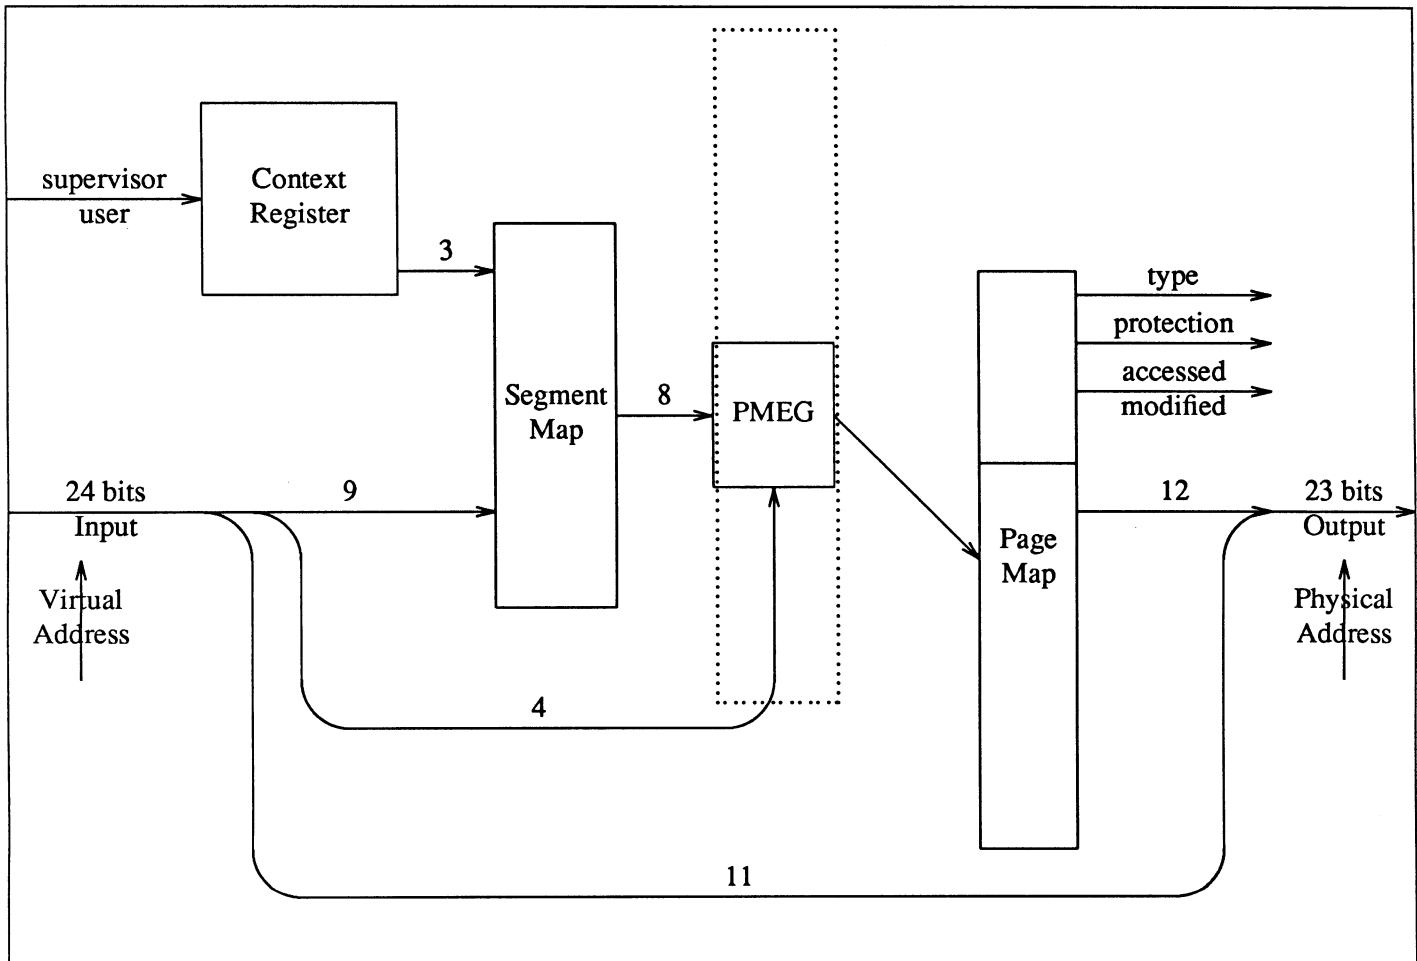 supervisor
user
Context
Register
3
Segment
Map
8
PMEG
type
protection
accessed
modified
24 bits
Input
9
12
23 bits
Output
Page
Map
Virtual
Address
Physical
Address
4
11